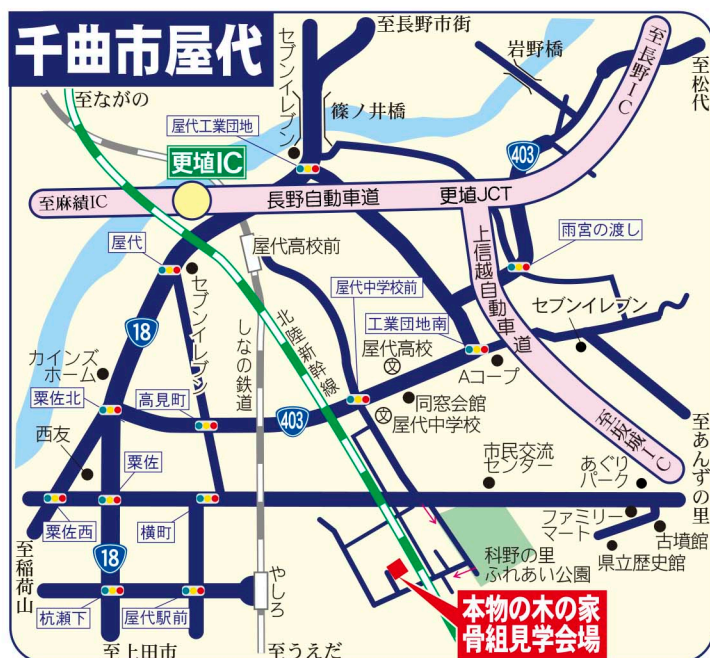 千曲市屋代
至ながの
セブンイレブン
至長野市街
岩野橋
至長野IC
至松代
篠ノ井橋
屋代工業団地
更埴IC
403
至麻績IC
長野自動車道
更埴JCT
屋代
屋代高校前
雨宮の渡し
上信越自動車道
セブンイレブン
屋代中学校前
18
しなの鉄道
北陸新幹線
工業団地南
セブンイレブン
カインズ
ホーム
屋代高校
文
Aコープ
粟佐北
高見町
403
同窓会館
文
屋代中学校
至坂城IC
至あんずの里
西友
粟佐
市民交流
センター
あぐり
パーク
粟佐西
横町
ファミリー
マート
古墳館
県立歴史館
至稲荷山
18
科野の里
ふれあい公園
やしろ
杭瀬下
屋代駅前
本物の木の家
骨組見学会場
至上田市
至うえだ